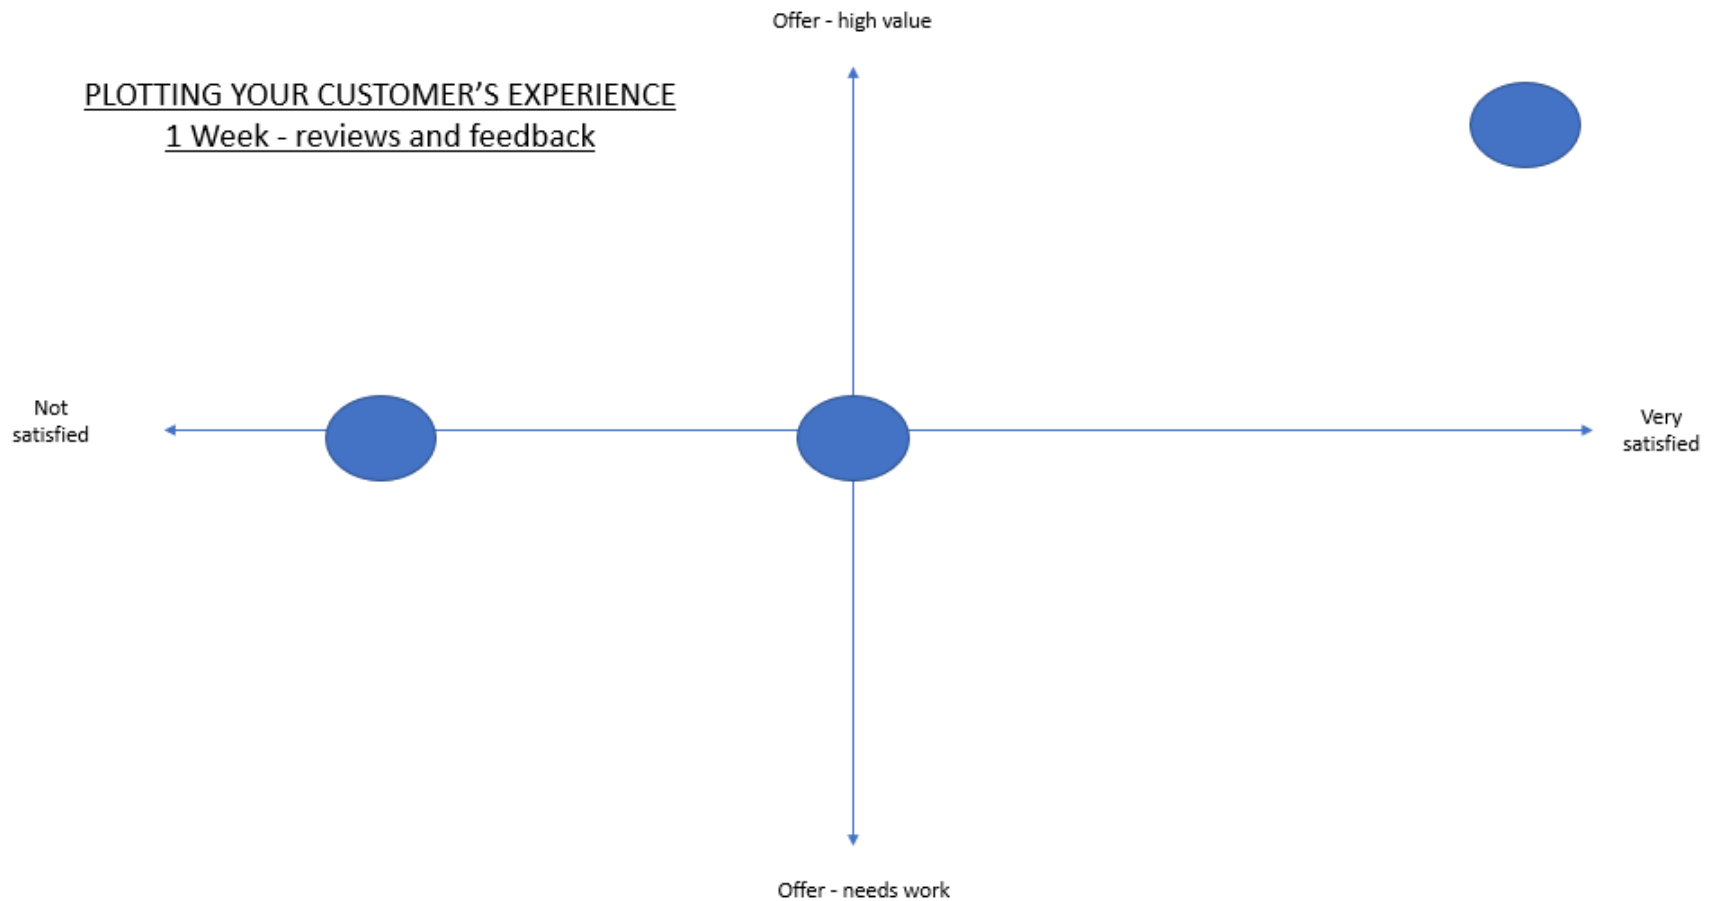 Offer - high value
PLOTTING YOUR CUSTOMER’S EXPERIENCE
1 Week - reviews and feedback
Not
satisfied
Very
satisfied
Offer - needs work